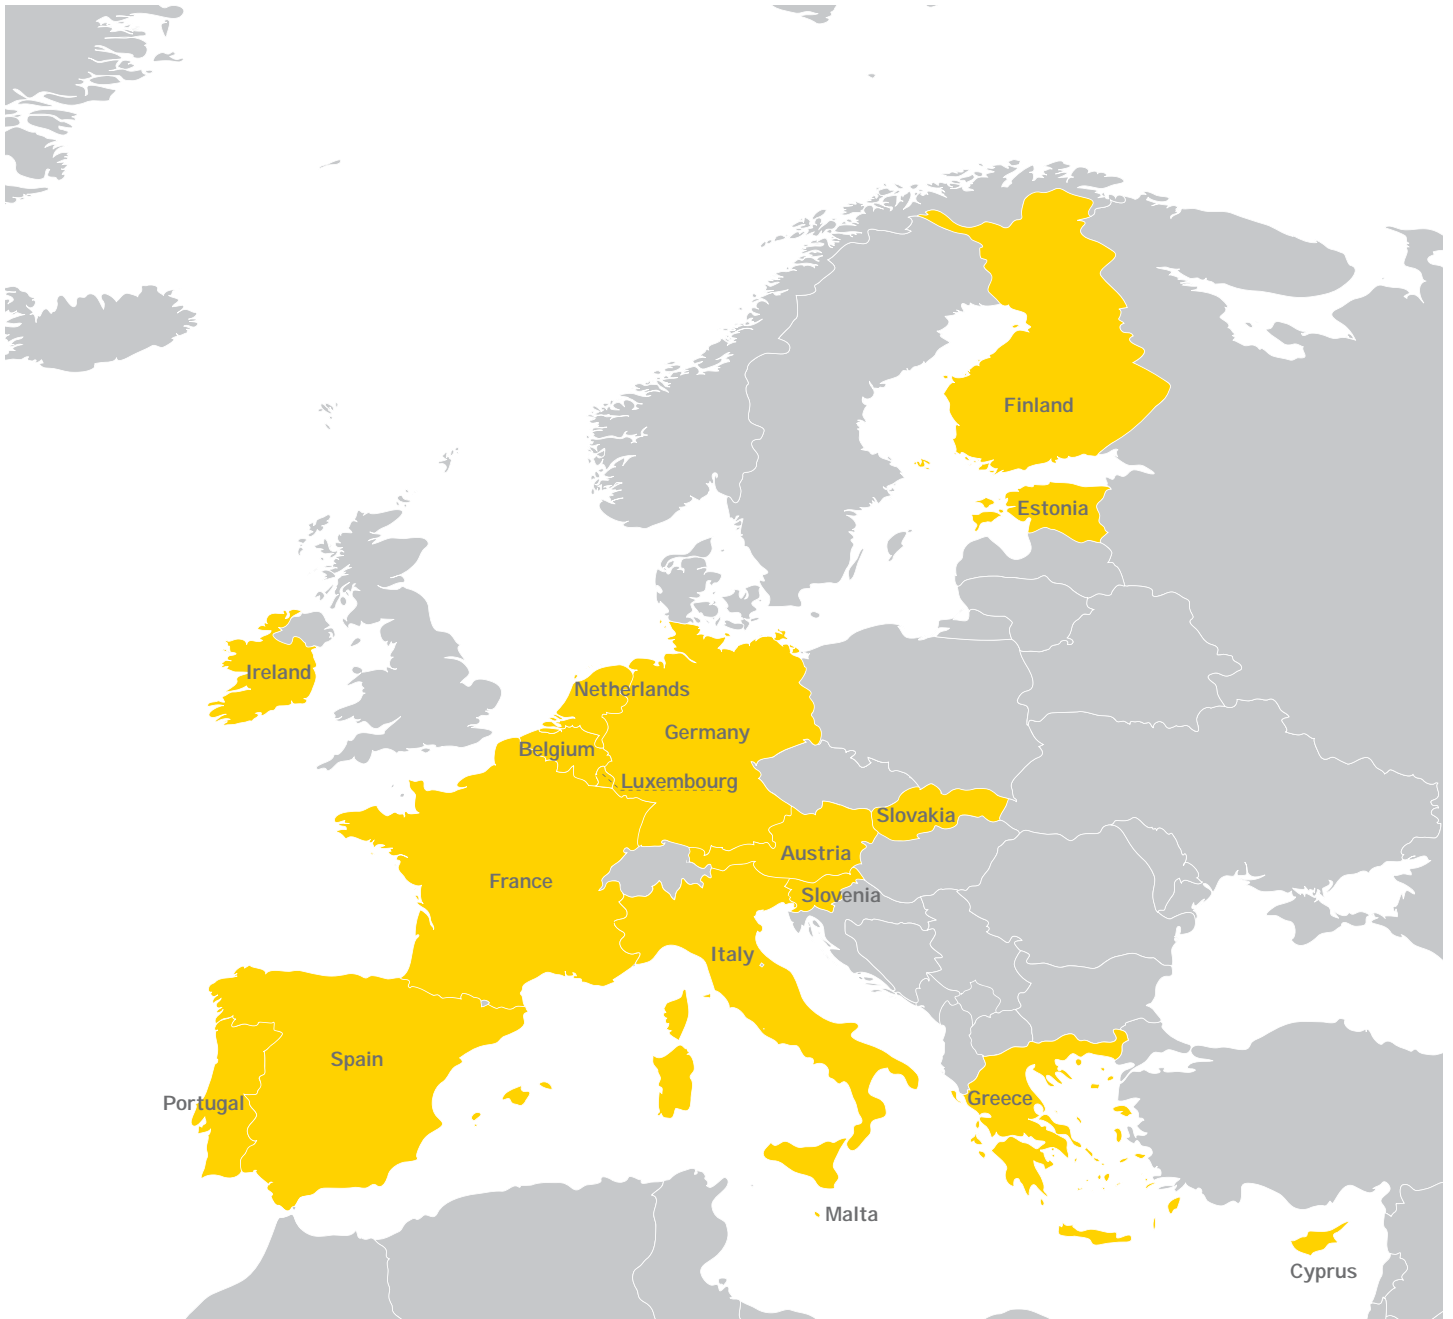 Finland
Estonia
Ireland
Netherlands
Germany
Belgium
Luxembourg
Slovakia
Austria
France
Slovenia
Italy
Spain
Portugal
Greece
Malta
Cyprus